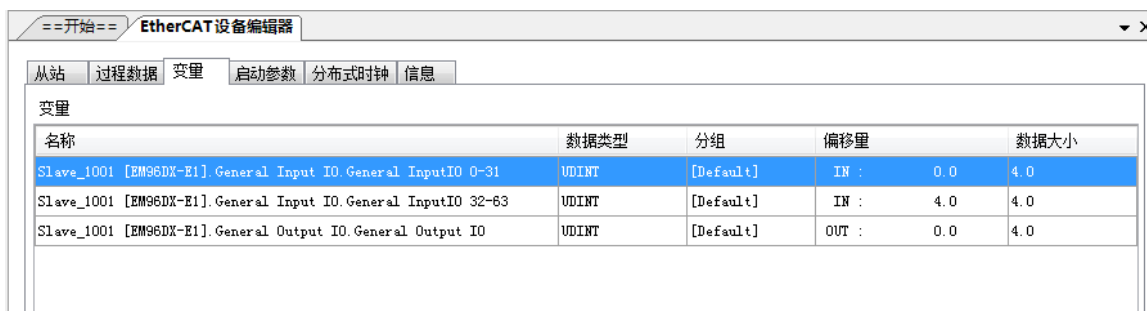 ==开始== EtherCAT设备编辑器
从站 过程数据 变量 启动参数 分布式时钟 信息
变量
名称 数据类型 分组 偏移量 数据大小
Slave_1001 [EM96DX-E1].General Input IO.General InputIO 0-31 UDINT [Default] IN : 0.0 4.0
Slave_1001 [EM96DX-E1].General Input IO.General InputIO 32-63 UDINT [Default] IN : 4.0 4.0
Slave_1001 [EM96DX-E1].General Output IO.General Output IO UDINT [Default] OUT : 0.0 4.0